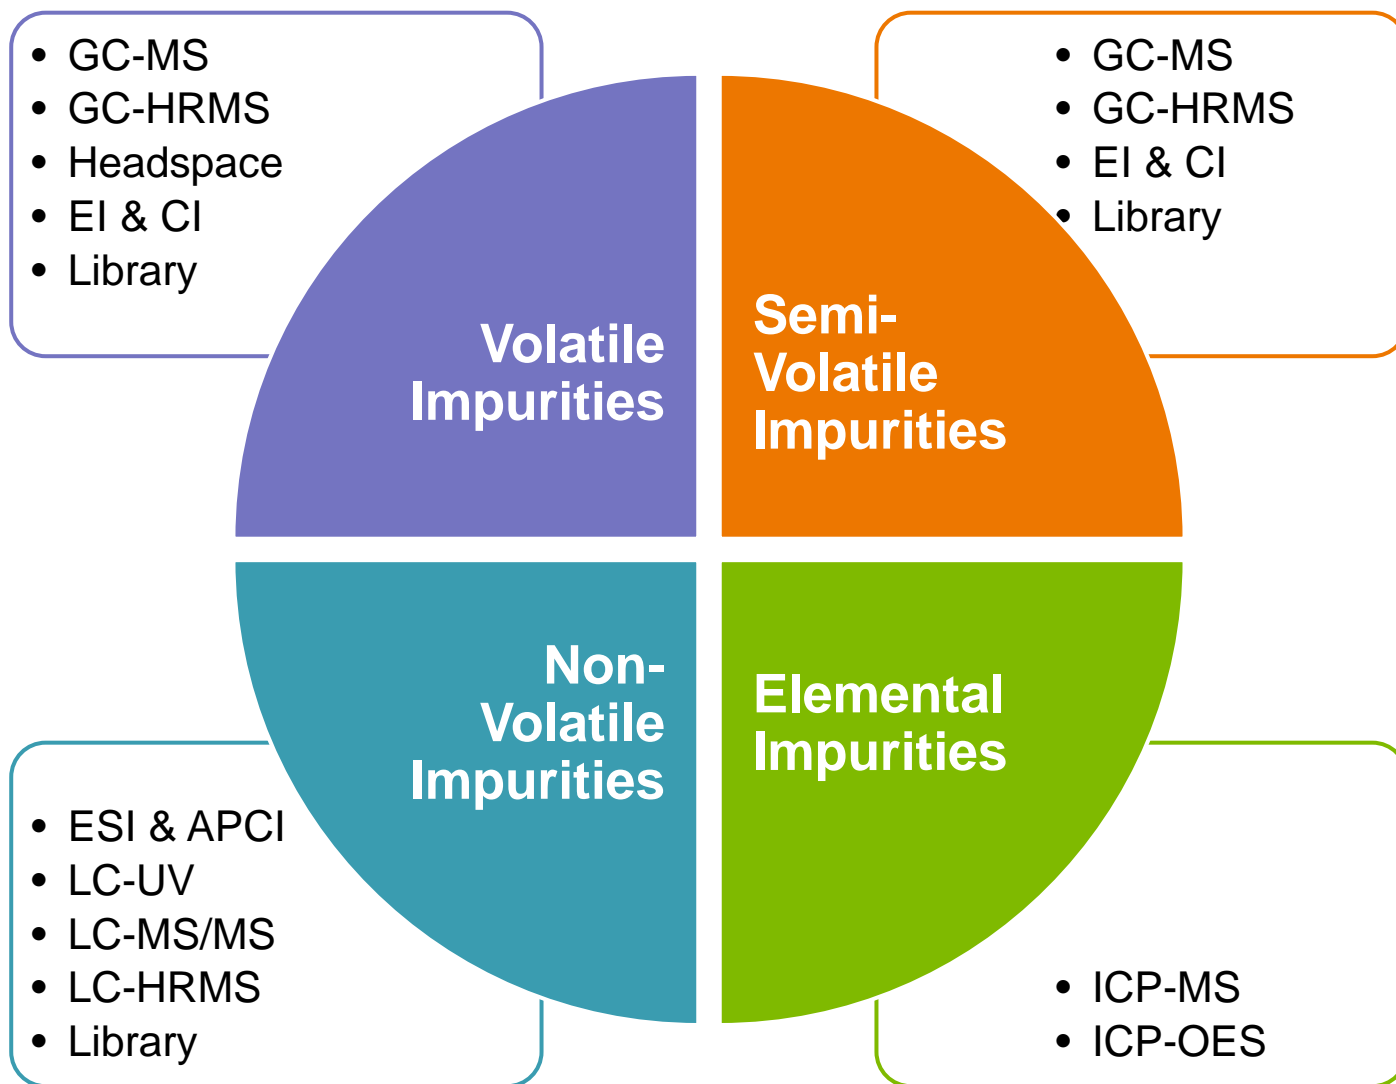 • GC-MS
• GC-HRMS
• Headspace
• EI & CI
• Library
• GC-MS
• GC-HRMS
• EI & CI
• Library
Volatile
Impurities
Semi-
Volatile
Impurities
Non-
Volatile
Impurities
Elemental
Impurities
• ESI & APCI
• LC-UV
• LC-MS/MS
• LC-HRMS
• Library
• ICP-MS
• ICP-OES